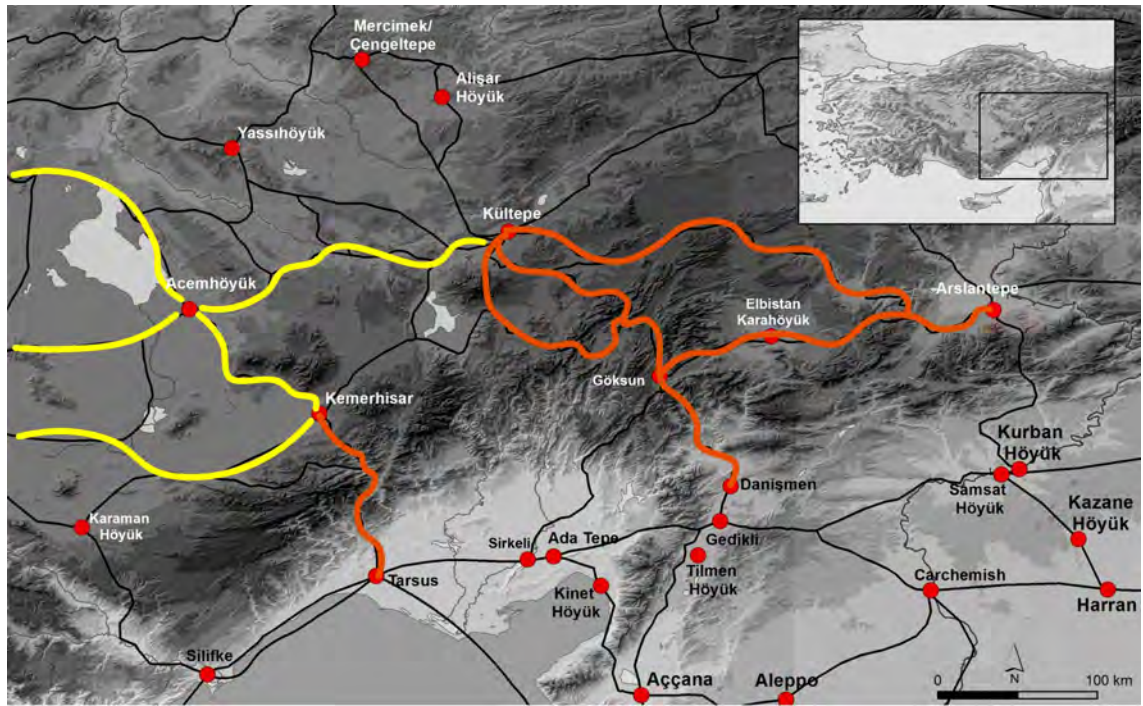 Mercimek/
Çengeltepe
Alişar
Höyük
Yassıhöyük
Kültepe
Acemhöyük
Arslantepe
Elbistan
Karahöyük
Göksun
Kemerhisar
Danişmen
Kurban
Höyük
Samsat
Höyük
Kazane
Höyük
Karaman
Höyük
Gedikli
Sirkeli
Ada Tepe
Tilmen
Höyük
Tarsus
Kinet
Höyük
Carchemish
Harran
Silifke
Aççana
Aleppo
N
0
100 km